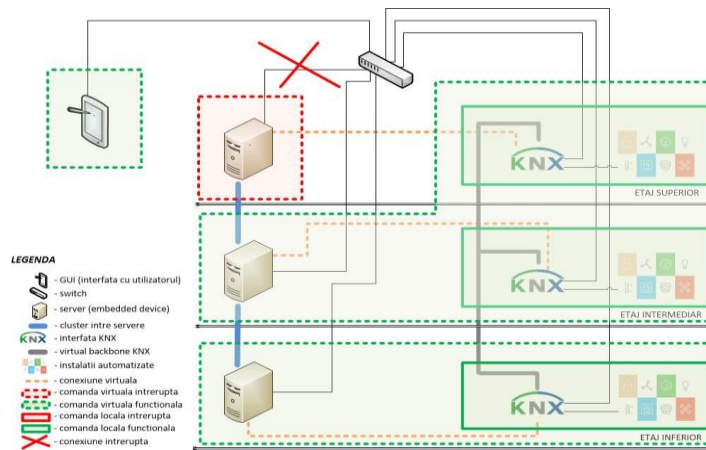 KNX
ETAJ SUPERIOR
KNX
ETAJ INTERMEDIAR
KNX
ETAJ INFERIOR
LEGENDA
- GUI (interfata cu utilizatorul)
- switch
- server (embedded device)
- cluster intre servere
KNX - interfata KNX
- virtual backbone KNX
- instalatii automatizate
- conexiune virtuala
- comanda virtuala intrerupta
- comanda virtuala functionala
- comanda locala intrerupta
- comanda locala functionala
- conexiune intrerupta